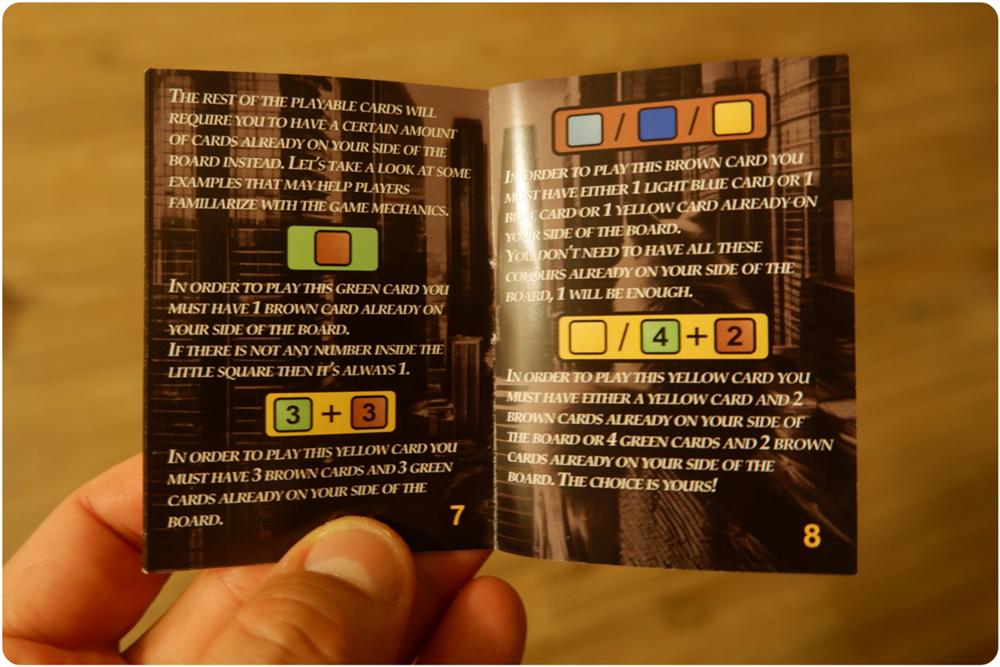 THE REST OF THE PLAYABLE CARDS WILL
REQUIRE YOU TO HAVE A CERTAIN AMOUNT
OF CARDS ALREADY ON YOUR SIDE OF THE
BOARD INSTEAD. LET'S TAKE A LOOK AT SOME
EXAMPLES THAT MAY HELP PLAYERS
FAMILIARIZE WITH THE GAME MECHANICS.
IN ORDER TO PLAY THIS GREEN CARD YOU
MUST HAVE 1 BROWN CARD ALREADY ON
YOUR SIDE OF THE BOARD.
IF THERE IS NOT ANY NUMBER INSIDE THE
LITTLE SQUARE THEN IT'S ALWAYS 1.
3 + 3
IN ORDER TO PLAY THIS YELLOW CARD YOU
MUST HAVE 3 BROWN CARDS AND 3 GREEN
CARDS ALREADY ON YOUR SIDE OF THE
BOARD.
7
/ /
IN ORDER TO PLAY THIS BROWN CARD YOU
MUST HAVE EITHER 1 LIGHT BLUE CARD OR 1
BLUE CARD OR 1 YELLOW CARD ALREADY ON
YOUR SIDE OF THE BOARD.
YOU DON'T NEED TO HAVE ALL THESE
COLOURS ALREADY ON YOUR SIDE OF THE
BOARD, 1 WILL BE ENOUGH.
/ 4 + 2
IN ORDER TO PLAY THIS YELLOW CARD YOU
MUST HAVE EITHER A YELLOW CARD AND 2
BROWN CARDS ALREADY ON YOUR SIDE OF
THE BOARD OR 4 GREEN CARDS AND 2 BROWN
CARDS ALREADY ON YOUR SIDE OF THE
BOARD. THE CHOICE IS YOURS!
8